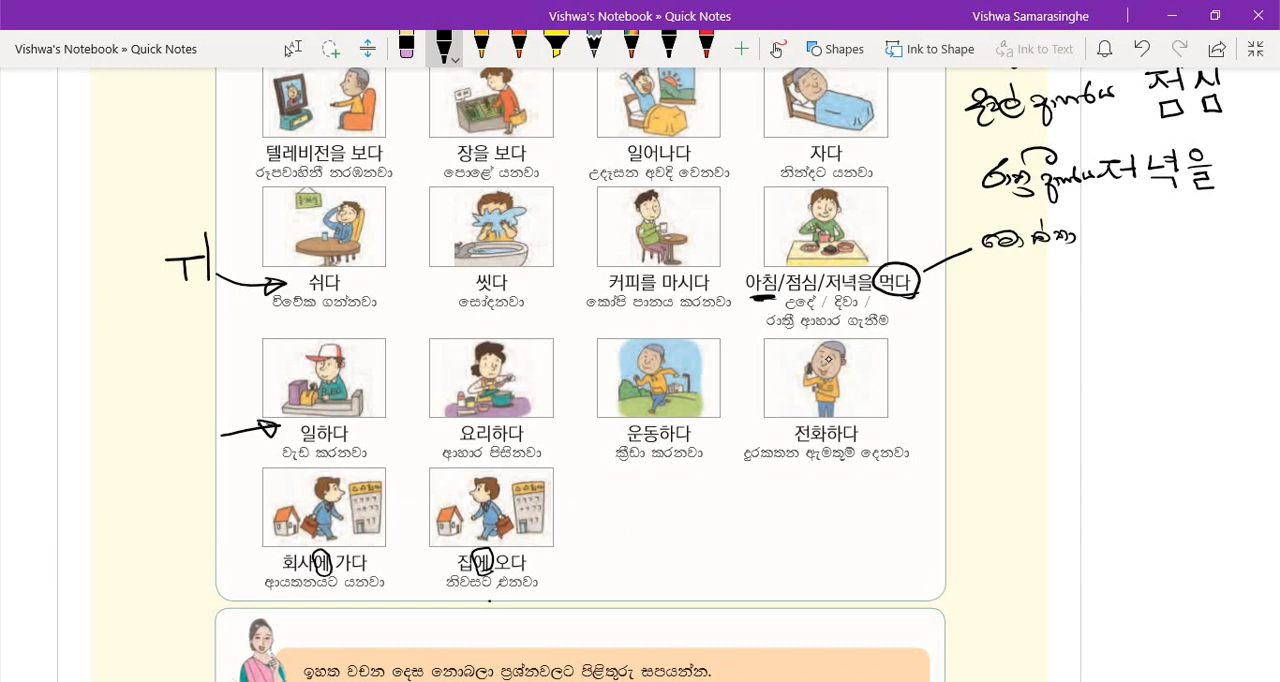 Vishwa's Notebook » Quick Notes
Vishwa Samarasinghe
Vishwa's Notebook » Quick Notes
Shapes
Ink to Shape
Ink to Text
텔레비전을 보다
장을 보다
일어나다
자다
රූපවාහිනී නරඹනවා
පොළේ යනවා
උදෑසන අවදි වෙනවා
නින්දට යනවා
දිවල් ආහාරය 점심
රාත්‍රී ආහාරය 저녁을
쉬다
씻다
커피를 마시다
아침/점심/저녁을 먹다
විවේක ගන්නවා
සෝදනවා
කෝපි පානය කරනවා
උදේ / දිවා /
රාත්‍රී ආහාර ගැනීම
일하다
요리하다
운동하다
전화하다
වැඩ කරනවා
ආහාර පිසිනවා
ක්‍රීඩා කරනවා
දුරකතන ඇමතුම් දෙනවා
회사에 가다
집에 오다
ආයතනයට යනවා
නිවසට එනවා
ඉහත වචන දෙස නොබලා ප්‍රශ්නවලට පිළිතුරු සපයන්න.